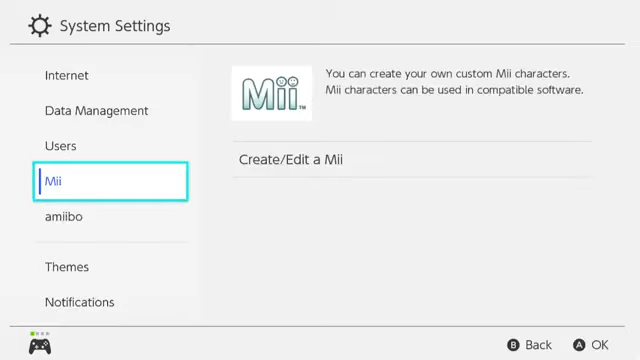 System Settings
Internet
Data Management
Users
Mii
amiibo
Themes
Notifications
Mii™
You can create your own custom Mii characters.
Mii characters can be used in compatible software.
Create/Edit a Mii
B Back
A OK